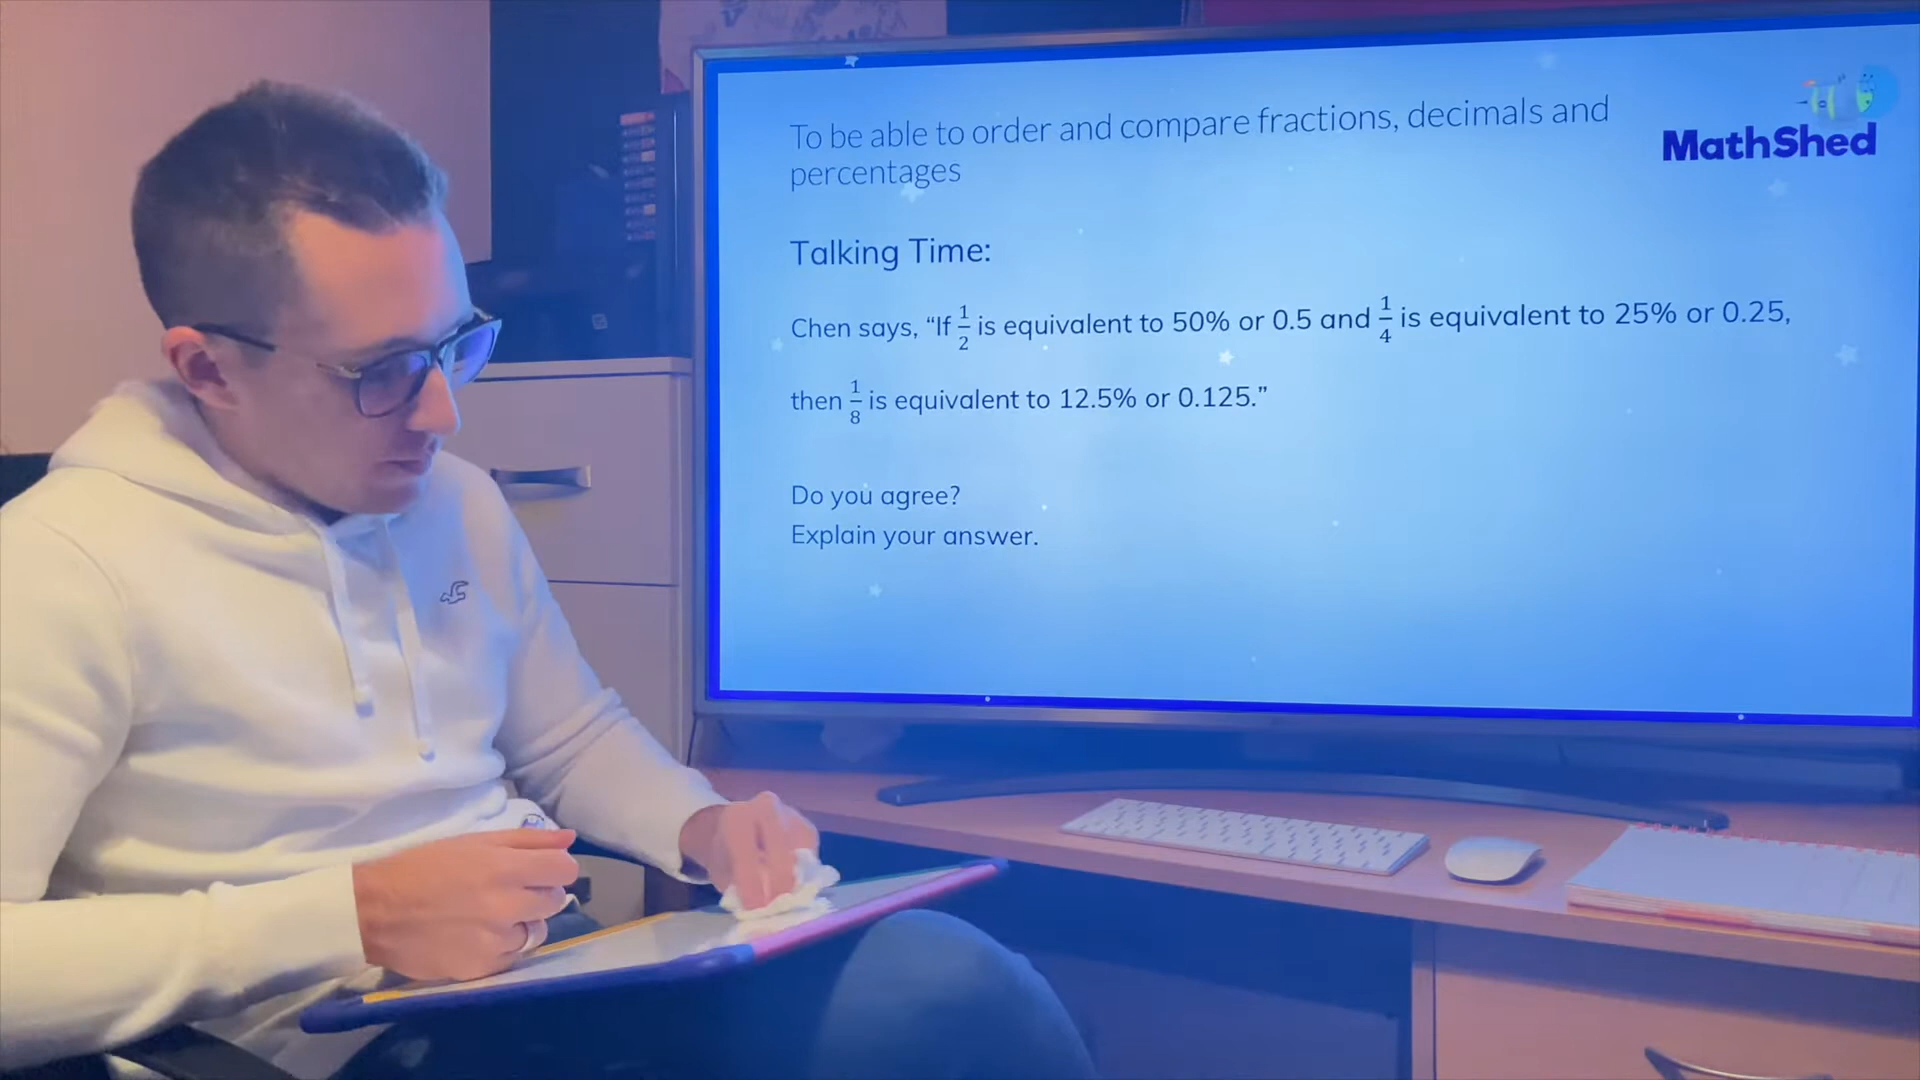 To be able to order and compare fractions, decimals and
percentages
MathShed
Talking Time:
Chen says, “If 1/2 is equivalent to 50% or 0.5 and 1/4 is equivalent to 25% or 0.25,
then 1/8 is equivalent to 12.5% or 0.125.”
Do you agree?
Explain your answer.